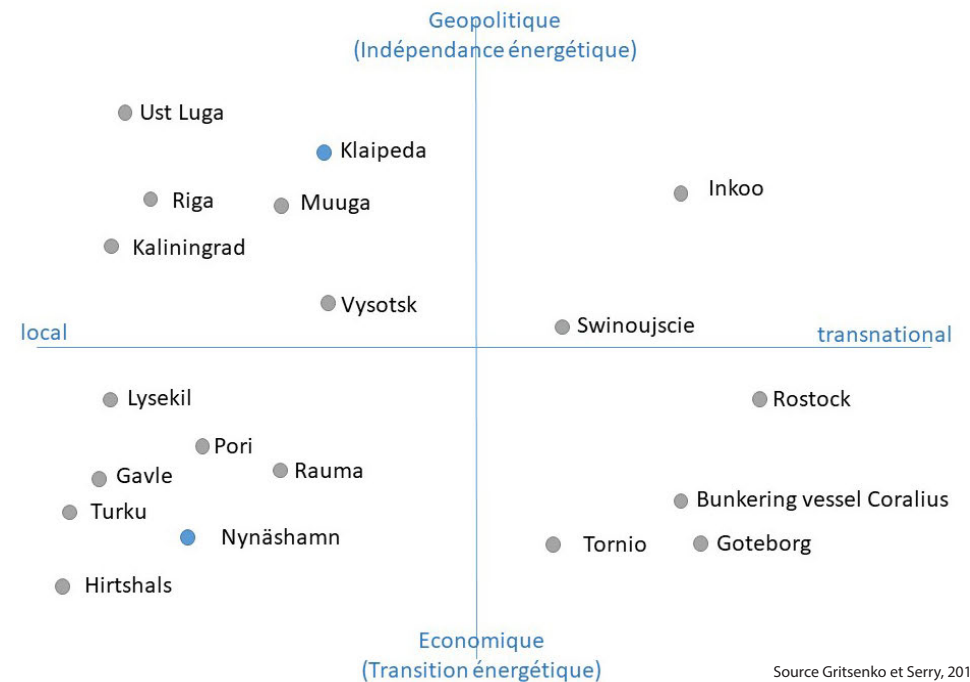 Geopolitique
(Indépendance énergétique)
Ust Luga
Klaipeda
Inkoo
Riga
Muuga
Kaliningrad
Vysotsk
Swinoujscie
local
transnational
Lysekil
Rostock
Pori
Rauma
Gavle
Bunkering vessel Coralius
Turku
Nynäshamn
Tornio
Goteborg
Hirtshals
Economique
(Transition énergétique)
Source Gritsenko et Serry, 201